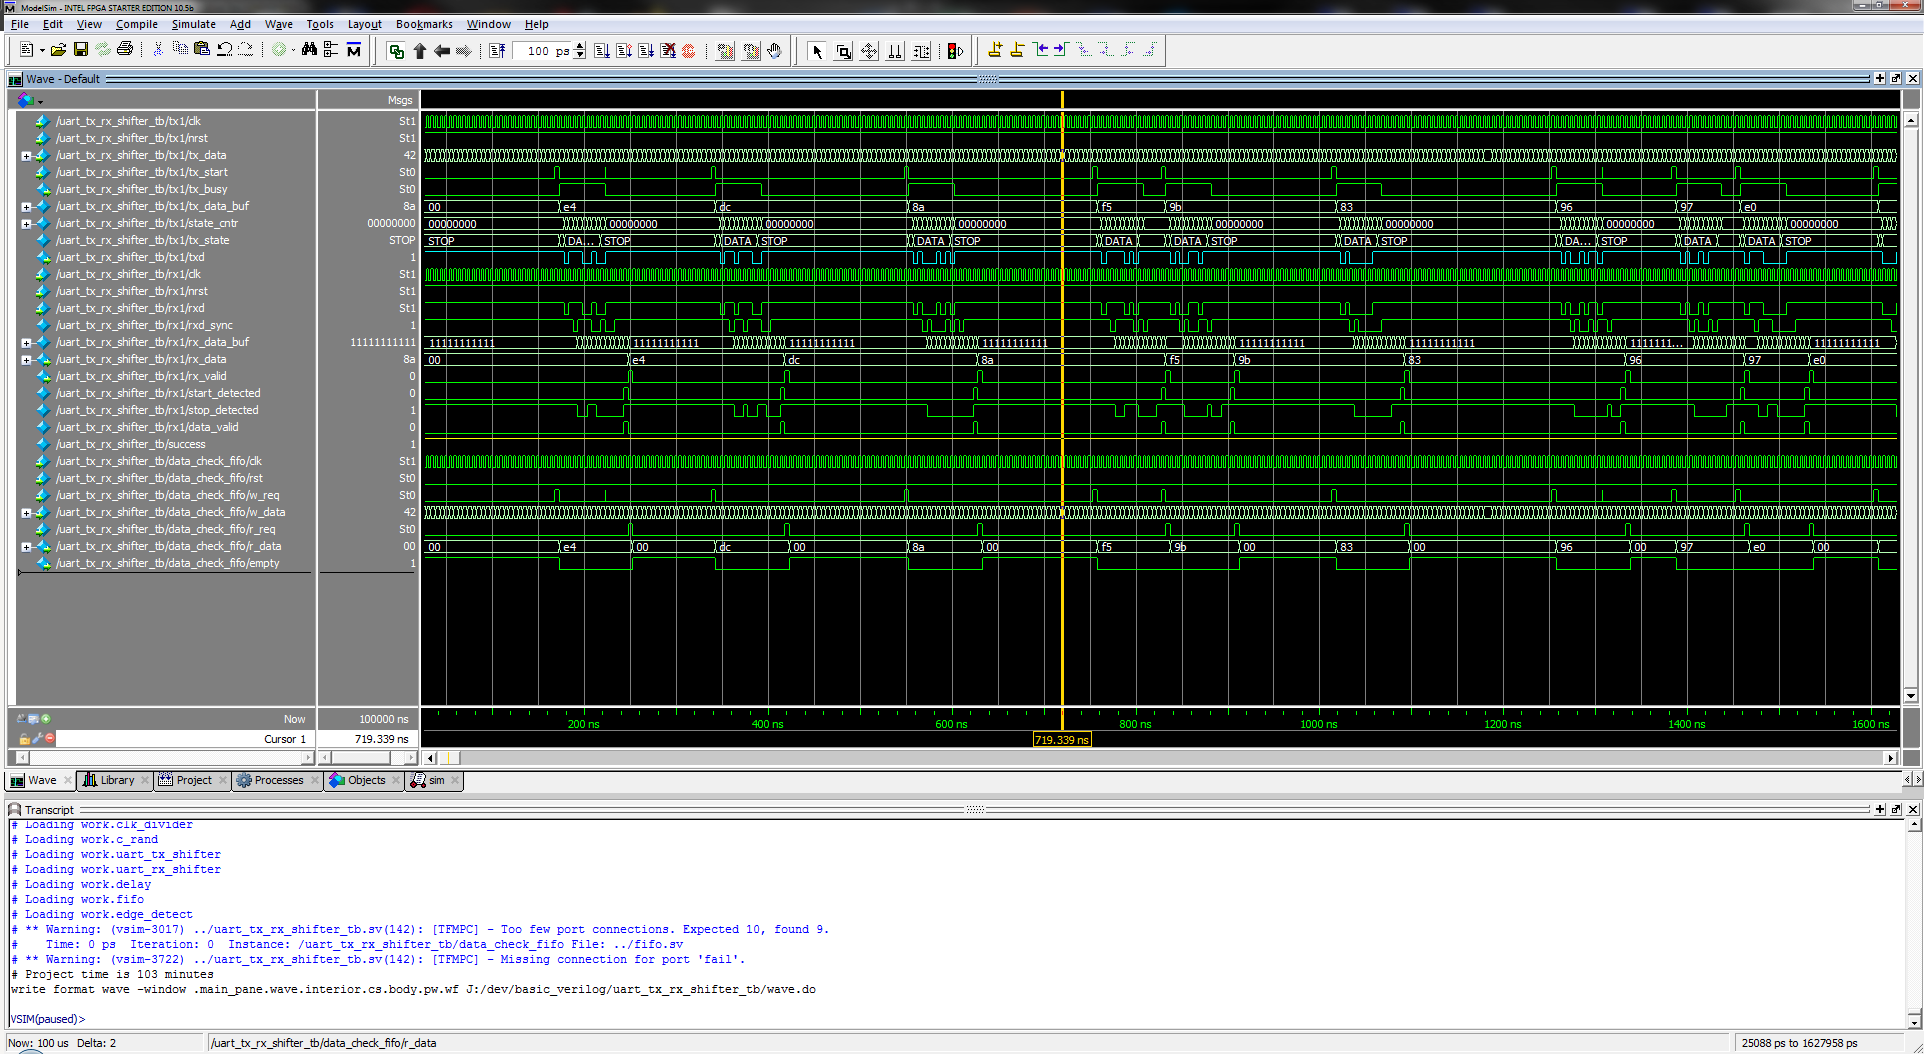 ModelSim - INTEL FPGA STARTER EDITION 10.5b
File Edit View Compile Simulate Add Wave Tools Layout Bookmarks Window Help
100 ps
Wave - Default
Msgs
/uart_tx_rx_shifter_tb/tx1/clk St1
/uart_tx_rx_shifter_tb/tx1/nrst St1
/uart_tx_rx_shifter_tb/tx1/tx_data 42
/uart_tx_rx_shifter_tb/tx1/tx_start St0
/uart_tx_rx_shifter_tb/tx1/tx_busy St0
/uart_tx_rx_shifter_tb/tx1/tx_data_buf 8a 00 e4 dc 8a f5 9b 83 96 97 e0
/uart_tx_rx_shifter_tb/tx1/state_cntr 00000000 00000000 00000000 00000000 00000000 00000000 00000000 00000000 00000000
/uart_tx_rx_shifter_tb/tx1/tx_state STOP STOP DA... STOP DATA STOP DATA STOP DATA DATA STOP DATA STOP DA... STOP DATA DATA STOP
/uart_tx_rx_shifter_tb/tx1/txd 1
/uart_tx_rx_shifter_tb/rx1/clk St1
/uart_tx_rx_shifter_tb/rx1/nrst St1
/uart_tx_rx_shifter_tb/rx1/rxd St1
/uart_tx_rx_shifter_tb/rx1/rxd_sync 1
/uart_tx_rx_shifter_tb/rx1/rx_data_buf 11111111111 11111111111 11111111111 11111111111 11111111111 11111111111 11111111111 1111111... 11111111111
/uart_tx_rx_shifter_tb/rx1/rx_data 8a 00 e4 dc 8a f5 9b 83 96 97 e0
/uart_tx_rx_shifter_tb/rx1/rx_valid 0
/uart_tx_rx_shifter_tb/rx1/start_detected 0
/uart_tx_rx_shifter_tb/rx1/stop_detected 1
/uart_tx_rx_shifter_tb/rx1/data_valid 0
/uart_tx_rx_shifter_tb/success 1
/uart_tx_rx_shifter_tb/data_check_fifo/clk St1
/uart_tx_rx_shifter_tb/data_check_fifo/rst St0
/uart_tx_rx_shifter_tb/data_check_fifo/w_req St0
/uart_tx_rx_shifter_tb/data_check_fifo/w_data 42
/uart_tx_rx_shifter_tb/data_check_fifo/r_req St0
/uart_tx_rx_shifter_tb/data_check_fifo/r_data 00 00 e4 00 dc 00 8a 00 f5 9b 00 83 00 96 00 97 e0 00
/uart_tx_rx_shifter_tb/data_check_fifo/empty 1
Now 100000 ns 200 ns 400 ns 600 ns 800 ns 1000 ns 1200 ns 1400 ns 1600 ns
Cursor 1 719.339 ns 719.339 ns
Wave Library Project Processes Objects sim
Transcript
# Loading work.clk_divider
# Loading work.c_rand
# Loading work.uart_tx_shifter
# Loading work.uart_rx_shifter
# Loading work.delay
# Loading work.fifo
# Loading work.edge_detect
# ** Warning: (vsim-3017) ../uart_tx_rx_shifter_tb.sv(142): [TFMPC] - Too few port connections. Expected 10, found 9.
#    Time: 0 ps  Iteration: 0  Instance: /uart_tx_rx_shifter_tb/data_check_fifo File: ../fifo.sv
# ** Warning: (vsim-3722) ../uart_tx_rx_shifter_tb.sv(142): [TFMPC] - Missing connection for port 'fail'.
# Project time is 103 minutes
write format wave -window .main_pane.wave.interior.cs.body.pw.wf J:/dev/basic_verilog/uart_tx_rx_shifter_tb/wave.do
VSIM(paused)>
Now: 100 us Delta: 2 /uart_tx_rx_shifter_tb/data_check_fifo/r_data 25088 ps to 1627958 ps